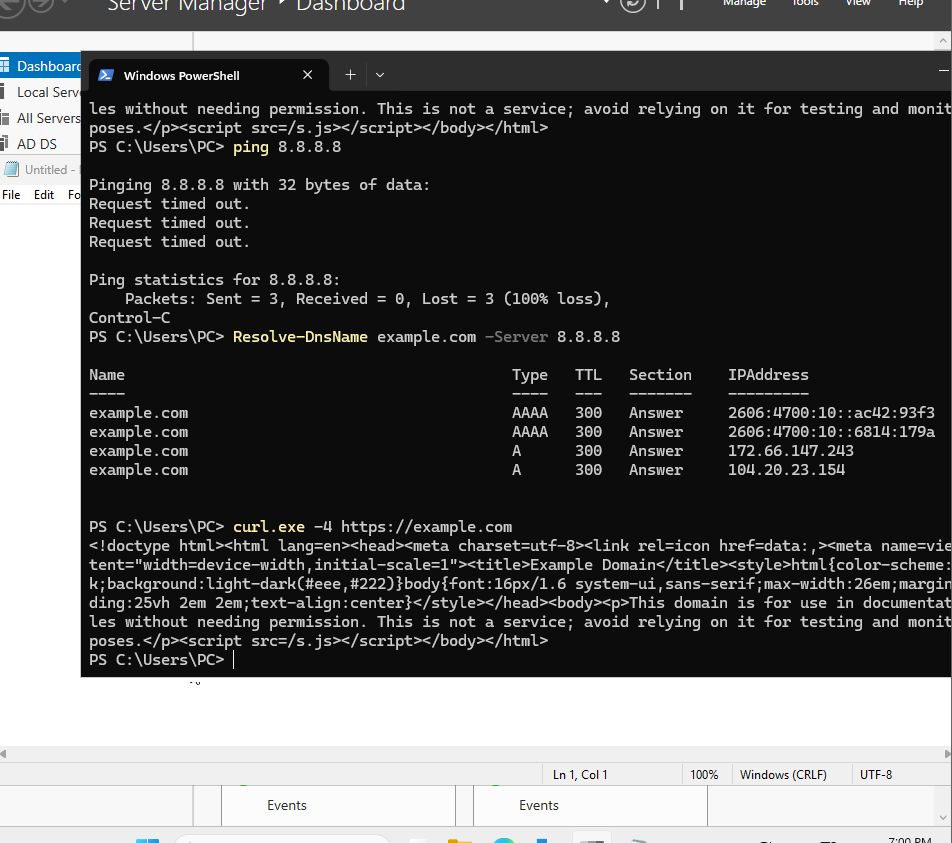 Server Manager • Dashboard
Manage Tools View Help
Dashboard
Local Serv
All Servers
AD DS
Untitled -
File Edit Fo
Windows PowerShell
les without needing permission. This is not a service; avoid relying on it for testing and monit
poses.</p><script src=/s.js></script></body></html>
PS C:\Users\PC> ping 8.8.8.8
Pinging 8.8.8.8 with 32 bytes of data:
Request timed out.
Request timed out.
Request timed out.
Ping statistics for 8.8.8.8:
Packets: Sent = 3, Received = 0, Lost = 3 (100% loss),
Control-C
PS C:\Users\PC> Resolve-DnsName example.com -Server 8.8.8.8
Name Type TTL Section IPAddress
---- ---- --- ------- ---------
example.com AAAA 300 Answer 2606:4700:10::ac42:93f3
example.com AAAA 300 Answer 2606:4700:10::6814:179a
example.com A 300 Answer 172.66.147.243
example.com A 300 Answer 104.20.23.154
PS C:\Users\PC> curl.exe -4 https://example.com
<!doctype html><html lang=en><head><meta charset=utf-8><link rel=icon href=data:,><meta name=vie
tent="width=device-width,initial-scale=1"><title>Example Domain</title><style>html{color-scheme:
k;background:light-dark(#eee,#222)}body{font:16px/1.6 system-ui,sans-serif;max-width:26em;margin
ding:25vh 2em 2em;text-align:center}</style></head><body><p>This domain is for use in documentat
les without needing permission. This is not a service; avoid relying on it for testing and monit
poses.</p><script src=/s.js></script></body></html>
PS C:\Users\PC>
Ln 1, Col 1 100% Windows (CRLF) UTF-8
Events Events
7:00 PM